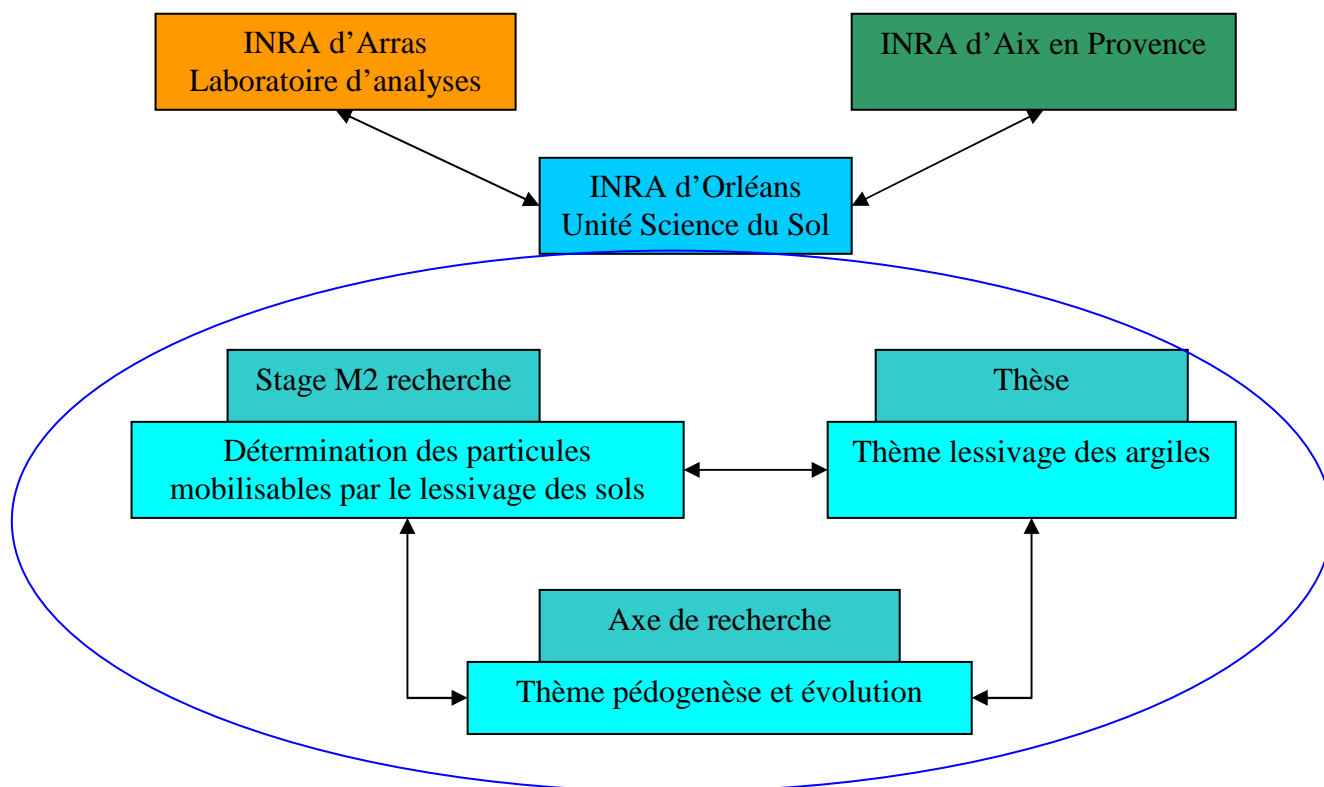 INRA d’Arras
Laboratoire d’analyses
INRA d’Aix en Provence
INRA d’Orléans
Unité Science du Sol
Stage M2 recherche
Détermination des particules
mobilisables par le lessivage des sols
Thèse
Thème lessivage des argiles
Axe de recherche
Thème pédogenèse et évolution